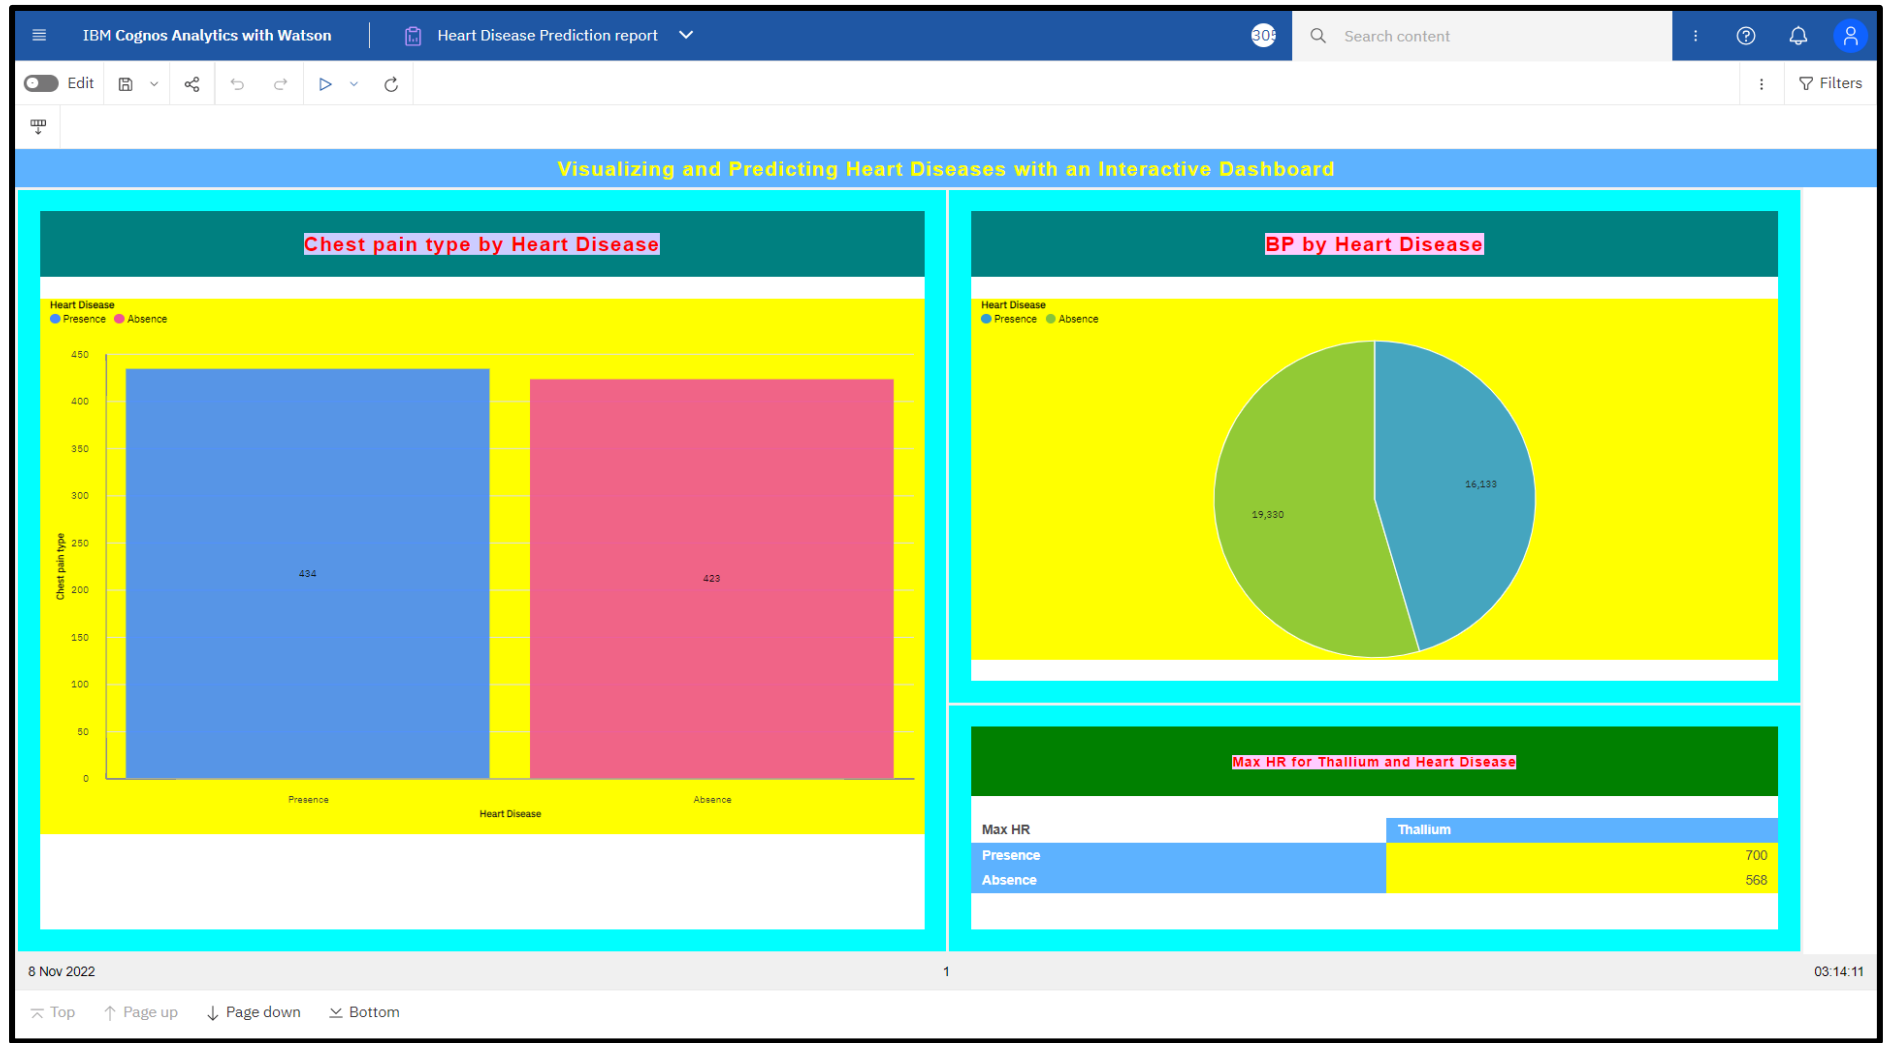 IBM Cognos Analytics with Watson
Heart Disease Prediction report
305
Search content
Edit
Filters
Visualizing and Predicting Heart Diseases with an Interactive Dashboard
Chest pain type by Heart Disease
Heart Disease
Presence Absence
450
400
350
300
250
200
150
100
50
0
Chest pain type
434
423
Presence
Absence
Heart Disease
BP by Heart Disease
Heart Disease
Presence Absence
16,133
19,330
Max HR for Thallium and Heart Disease
Max HR Thallium
Presence 700
Absence 568
8 Nov 2022 1 03:14:11
Top Page up Page down Bottom